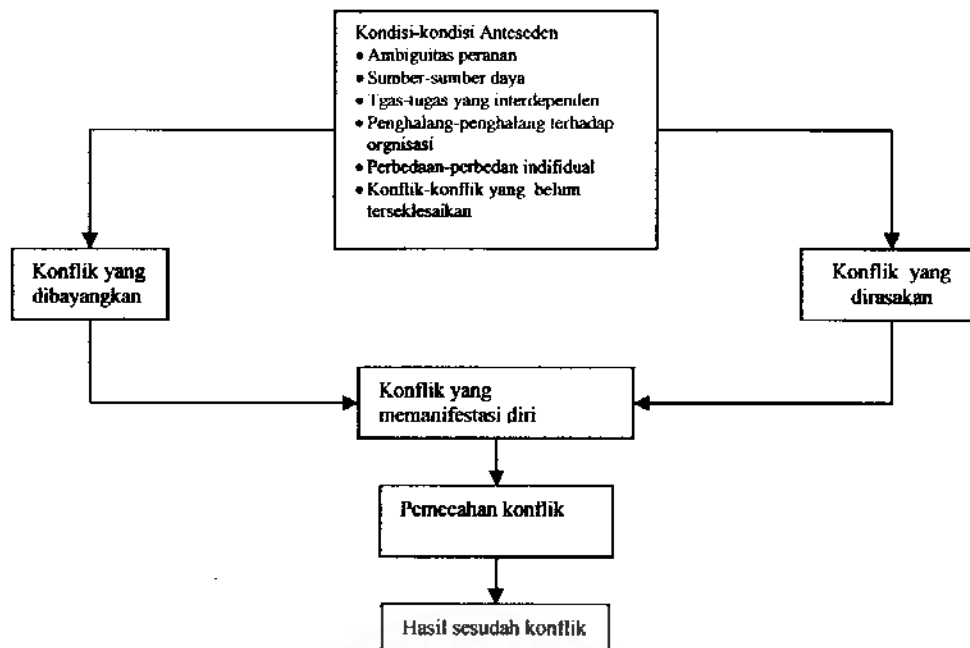 Kondisi-kondisi Anteseden
• Ambiguitas peranan
• Sumber-sumber daya
• Tgas-tugas yang interdependen
• Penghalang-penghalang terhadap
orgnisasi
• Perbedaan-perbedan indifidual
• Konflik-konflik yang belum
terseklesaikan
Konflik yang
dibayangkan
Konflik yang
dirasakan
Konflik yang
memanifestasi diri
Pemecahan konflik
Hasil sesudah konflik